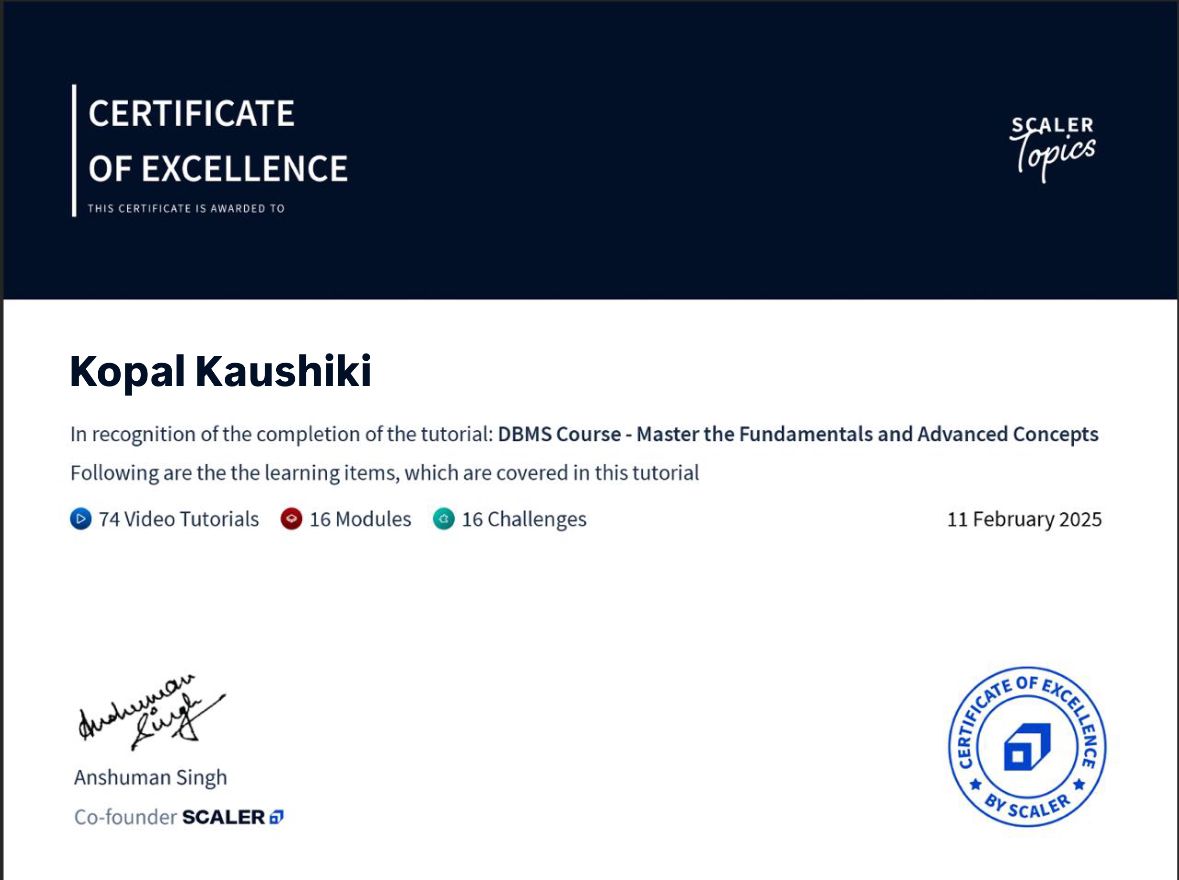 CERTIFICATE
OF EXCELLENCE
THIS CERTIFICATE IS AWARDED TO
SCALER
Topics
Kopal Kaushiki
In recognition of the completion of the tutorial: DBMS Course - Master the Fundamentals and Advanced Concepts
Following are the the learning items, which are covered in this tutorial
74 Video Tutorials 16 Modules 16 Challenges 11 February 2025
Anshuman
Singh
Anshuman Singh
Co-founder SCALER
CERTIFICATE OF EXCELLENCE
BY SCALER